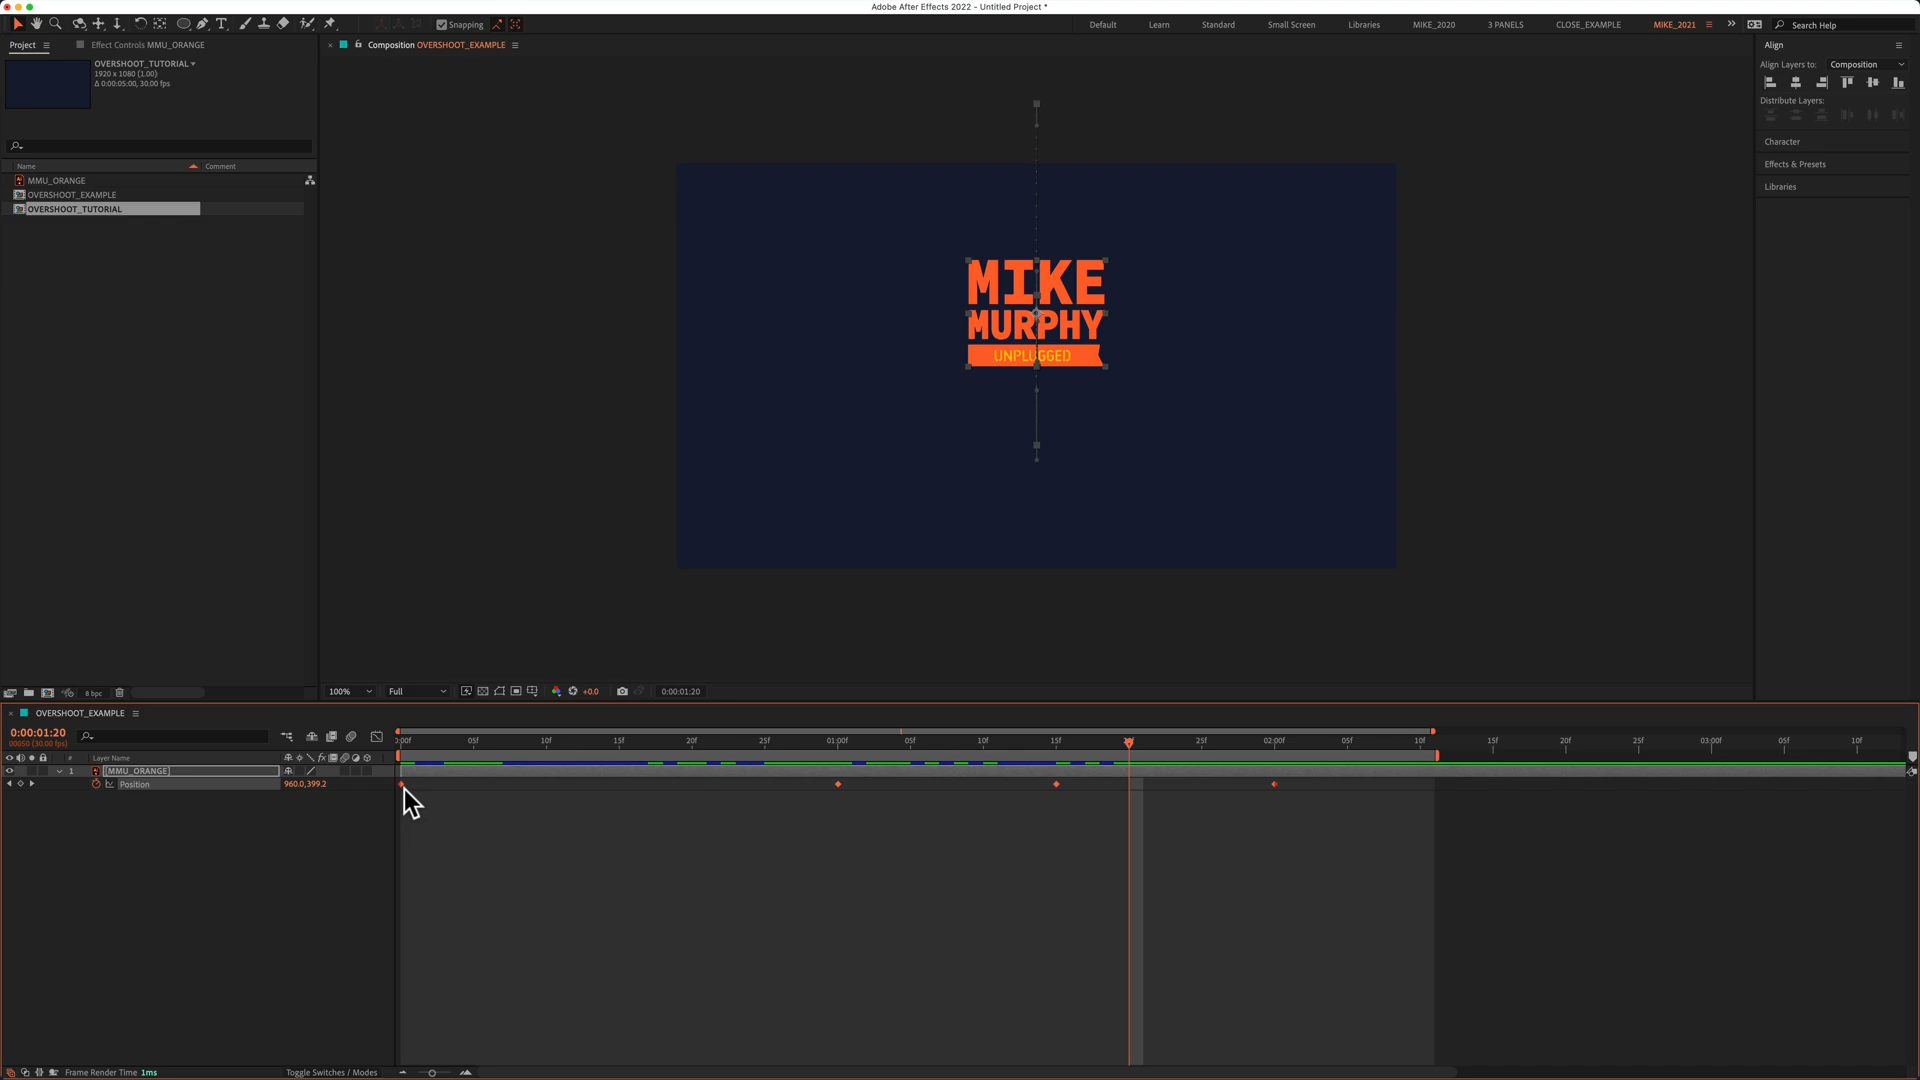 Adobe After Effects 2022 - Untitled Project *
Snapping
Default
Learn
Standard
Small Screen
Libraries
MIKE_2020
3 PANELS
CLOSE_EXAMPLE
MIKE_2021
Search Help
Project
Effect Controls MMU_ORANGE
Composition OVERSHOOT_EXAMPLE
Align
OVERSHOOT_TUTORIAL
1920 x 1080 (1.00)
Δ 0:00:05:00, 30.00 fps
Align Layers to:
Composition
Distribute Layers:
Character
Effects & Presets
Libraries
Name
Comment
MMU_ORANGE
OVERSHOOT_EXAMPLE
OVERSHOOT_TUTORIAL
MIKE
MURPHY
UNPLUGGED
8 bpc
100%
Full
+0.0
0:00:01:20
OVERSHOOT_EXAMPLE
0:00:01:20
00050 (30.00 fps)
0:00f
05f
10f
15f
20f
25f
01:00f
05f
10f
15f
25f
02:00f
05f
10f
15f
20f
25f
03:00f
05f
10f
#
Layer Name
fx
1
[MMU_ORANGE]
Position
960.0,399.2
Frame Render Time 1ms
Toggle Switches / Modes